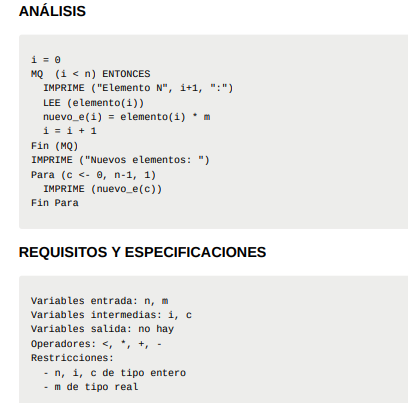 ANÁLISIS
i = 0
MQ  (i < n) ENTONCES
  IMPRIME ("Elemento N", i+1, ":")
  LEE (elemento(i))
  nuevo_e(i) = elemento(i) * m
  i = i + 1
Fin (MQ)
IMPRIME ("Nuevos elementos: ")
Para (c <- 0, n-1, 1)
  IMPRIME (nuevo_e(c))
Fin Para
REQUISITOS Y ESPECIFICACIONES
Variables entrada: n, m
Variables intermedias: i, c
Variables salida: no hay
Operadores: <, *, +, -
Restricciones:
  - n, i, c de tipo entero
  - m de tipo real